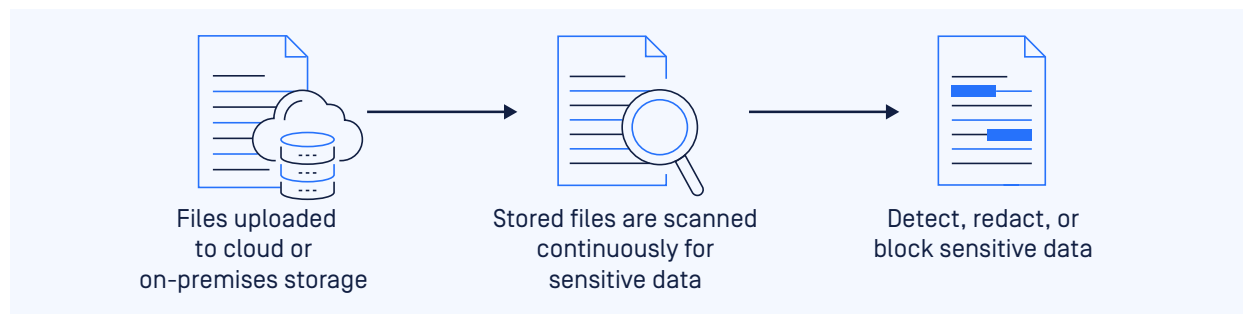 Files uploaded
to cloud or
on-premises storage
Stored files are scanned
continuously for
sensitive data
Detect, redact, or
block sensitive data